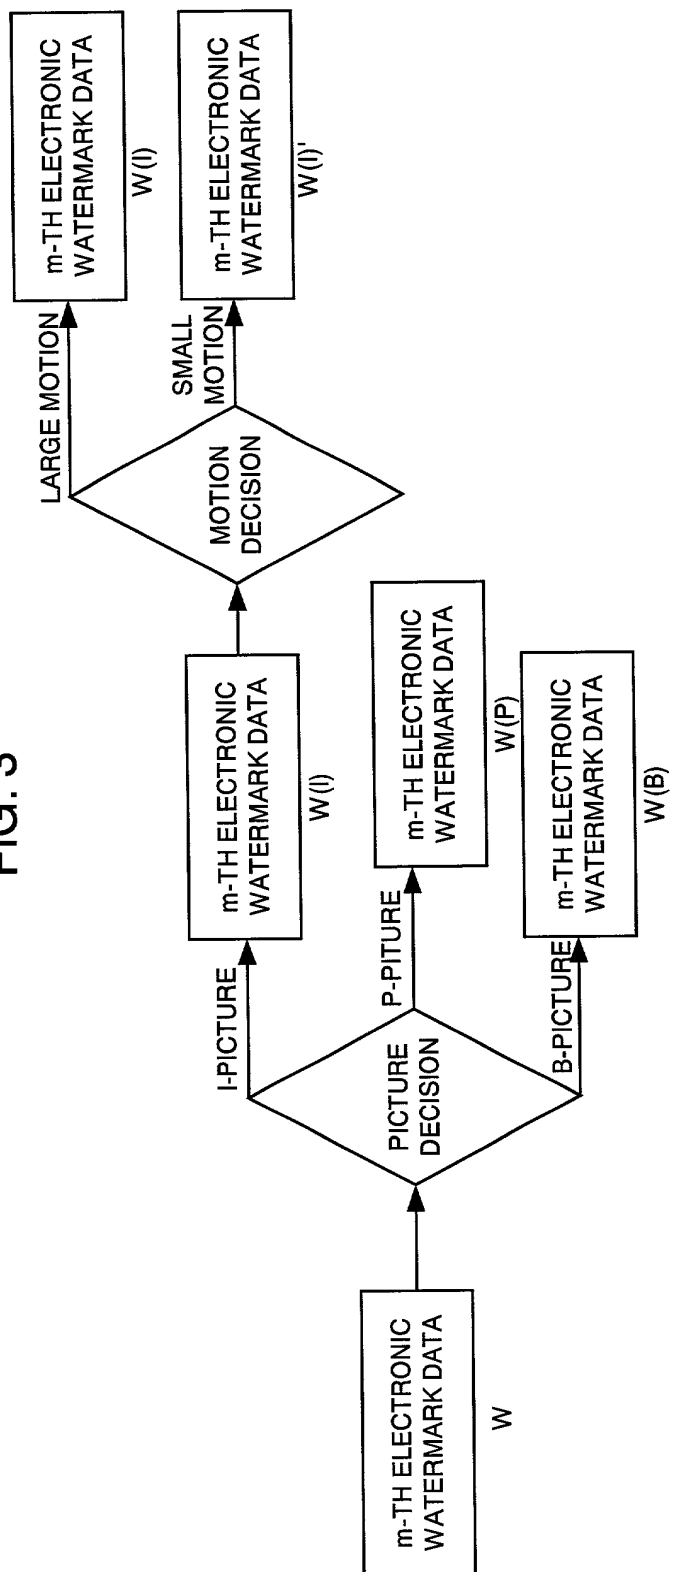 FIG. 3
m-TH ELECTRONIC
WATERMARK DATA
W
PICTURE
DECISION
I-PICTURE
P-PITURE
B-PICTURE
m-TH ELECTRONIC
WATERMARK DATA
W(I)
m-TH ELECTRONIC
WATERMARK DATA
W(P)
m-TH ELECTRONIC
WATERMARK DATA
W(B)
MOTION
DECISION
LARGE MOTION
SMALL
MOTION
m-TH ELECTRONIC
WATERMARK DATA
W(I)
m-TH ELECTRONIC
WATERMARK DATA
W(I)'